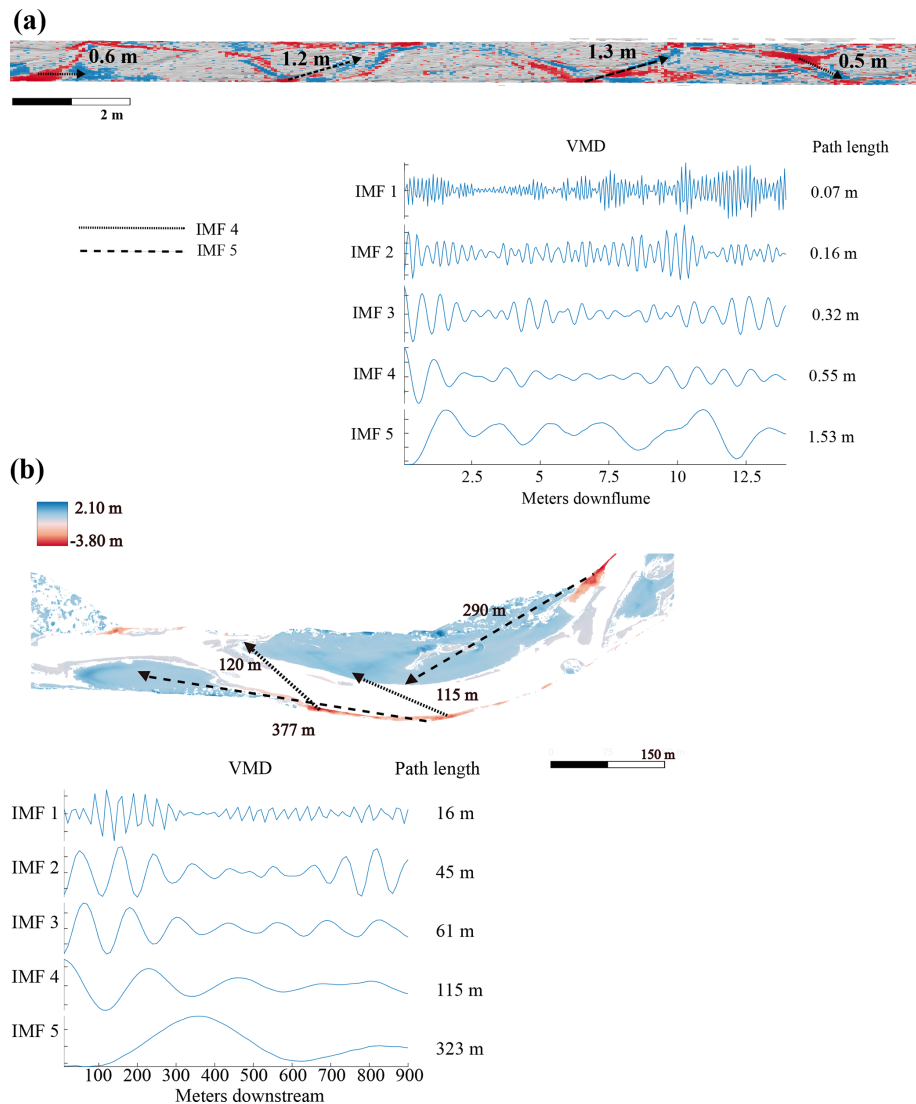 (a)
0.6 m
1.2 m
1.3 m
0.5 m
2 m
VMD Path length
IMF 1 0.07 m
IMF 4
IMF 5
IMF 2 0.16 m
IMF 3 0.32 m
IMF 4 0.55 m
IMF 5 1.53 m
2.5 5 7.5 10 12.5
Meters downflume
(b)
2.10 m
-3.80 m
290 m
120 m
115 m
377 m
150 m
VMD Path length
IMF 1 16 m
IMF 2 45 m
IMF 3 61 m
IMF 4 115 m
IMF 5 323 m
100 200 300 400 500 600 700 800 900
Meters downstream